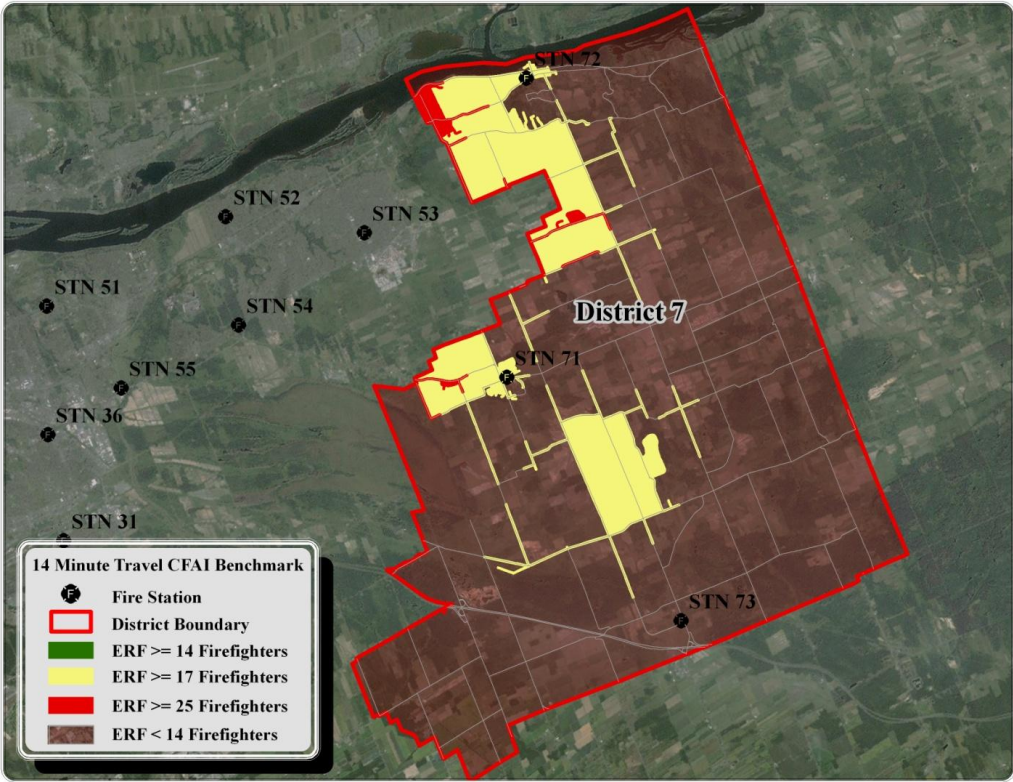 STN 72
STN 52
STN 53
STN 51
STN 54
District 7
STN 71
STN 55
STN 36
STN 31
STN 73
14 Minute Travel CFAI Benchmark
F Fire Station
District Boundary
ERF >= 14 Firefighters
ERF >= 17 Firefighters
ERF >= 25 Firefighters
ERF < 14 Firefighters